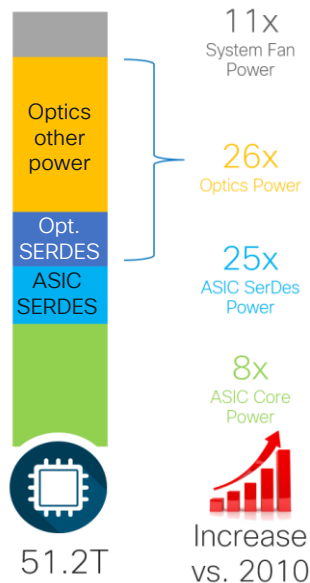 11x
System Fan
Power
Optics
other
power
26x
Optics Power
Opt.
SERDES
25x
ASIC SerDes
Power
ASIC
SERDES
8x
ASIC Core
Power
51.2T
Increase
vs. 2010